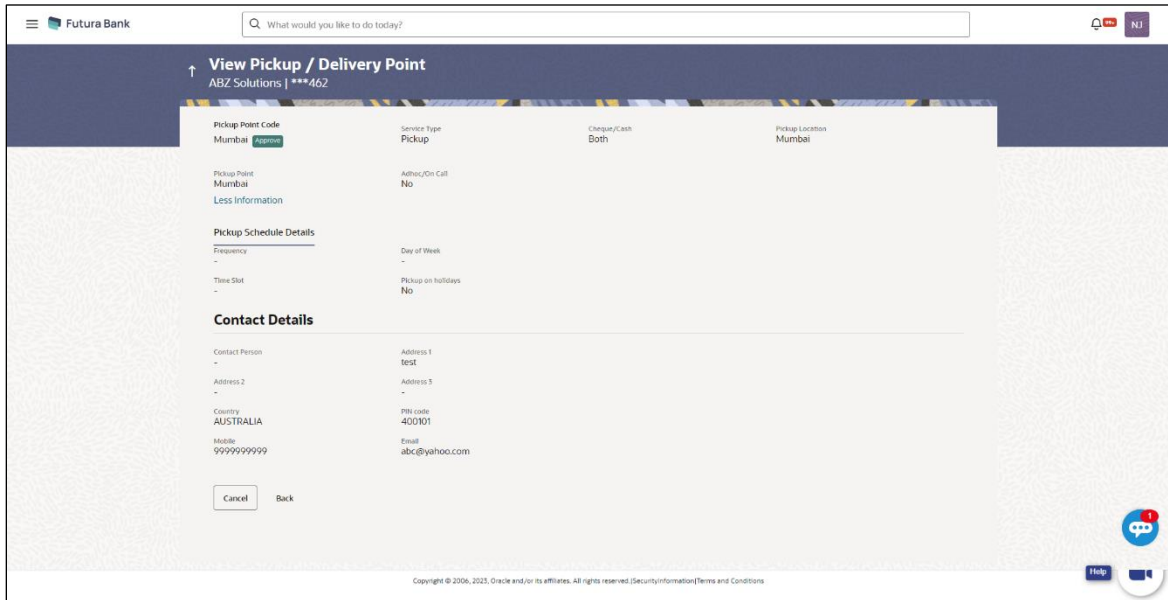 Futura Bank
What would you like to do today?
NJ
View Pickup / Delivery Point
ABZ Solutions | ***462
Pickup Point Code
Mumbai Approve
Service Type
Pickup
Cheque/Cash
Both
Pickup Location
Mumbai
Pickup Point
Mumbai
Adhoc/On Call
No
Less Information
Pickup Schedule Details
Frequency
-
Day of Week
-
Time Slot
-
Pickup on holidays
No
Contact Details
Contact Person
-
Address 1
test
Address 2
-
Address 3
-
Country
AUSTRALIA
PIN code
400101
Mobile
9999999999
Email
abc@yahoo.com
Cancel Back
1
Help
Copyright © 2006, 2023, Oracle and/or its affiliates. All rights reserved.|SecurityInformation|Terms and Conditions